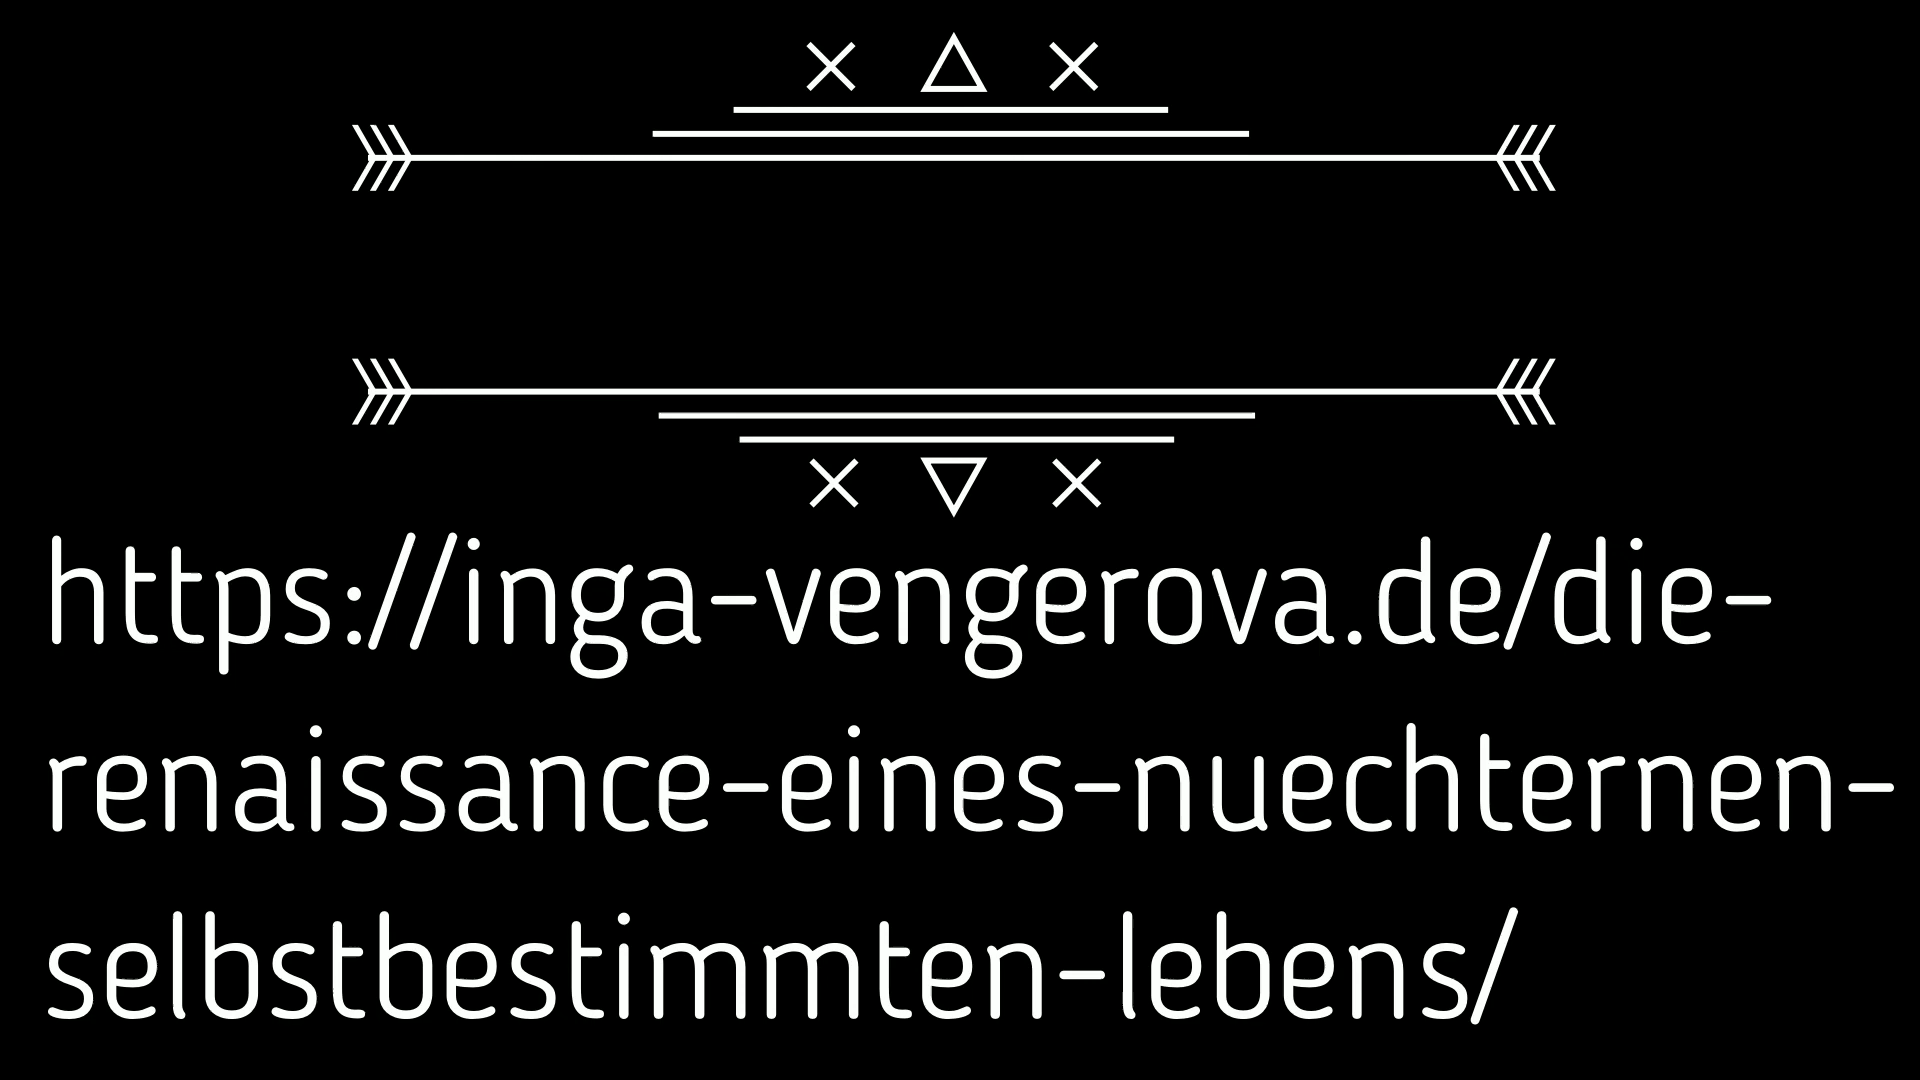 https://inga-vengerova.de/die-
renaissance-eines-nuechternen-
selbstbestimmten-lebens/